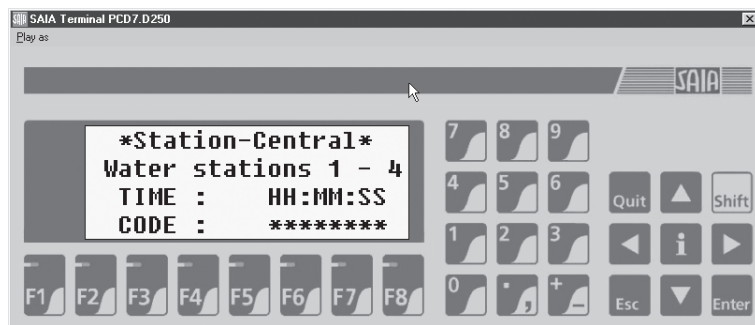 SAIA Terminal PCD7.D250
Play as
SAIA
*Station-Central*
Water stations 1 - 4
TIME : HH:MM:SS
CODE : ********
7 8 9
4 5 6 Quit Shift
1 2 3 i
0 . , + -
F1 F2 F3 F4 F5 F6 F7 F8 Esc Enter